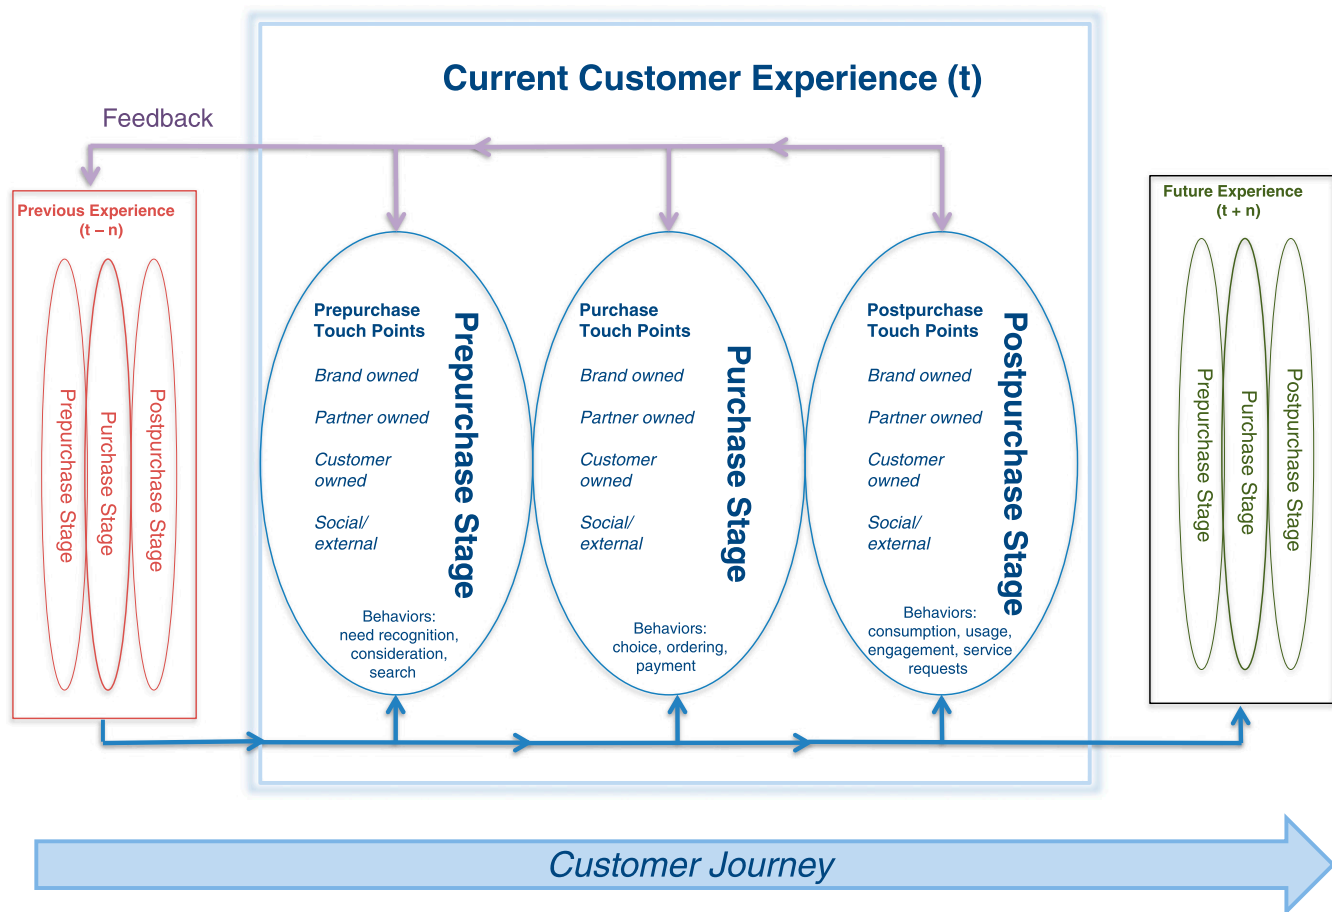 Current Customer Experience (t)
Feedback
Previous Experience
(t – n)
Prepurchase Stage
Purchase Stage
Postpurchase Stage
Prepurchase
Touch Points
Brand owned
Partner owned
Customer
owned
Social/
external
Prepurchase Stage
Behaviors:
need recognition,
consideration,
search
Purchase
Touch Points
Brand owned
Partner owned
Customer
owned
Social/
external
Purchase Stage
Behaviors:
choice, ordering,
payment
Postpurchase
Touch Points
Brand owned
Partner owned
Customer
owned
Social/
external
Postpurchase Stage
Behaviors:
consumption, usage,
engagement, service
requests
Future Experience
(t + n)
Prepurchase Stage
Purchase Stage
Postpurchase Stage
Customer Journey